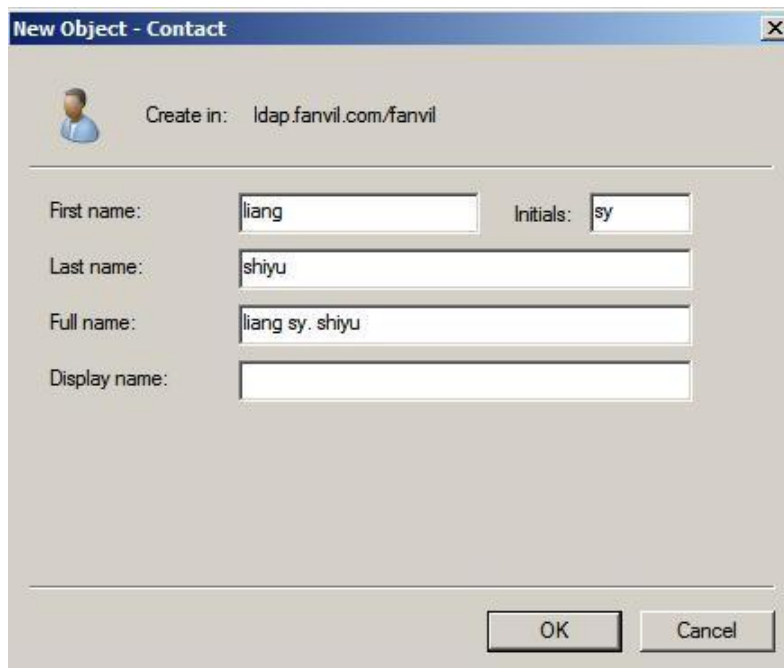 New Object - Contact
Create in: ldap.fanvil.com/fanvil
First name: liang Initials: sy
Last name: shiyu
Full name: liang sy. shiyu
Display name:
OK Cancel